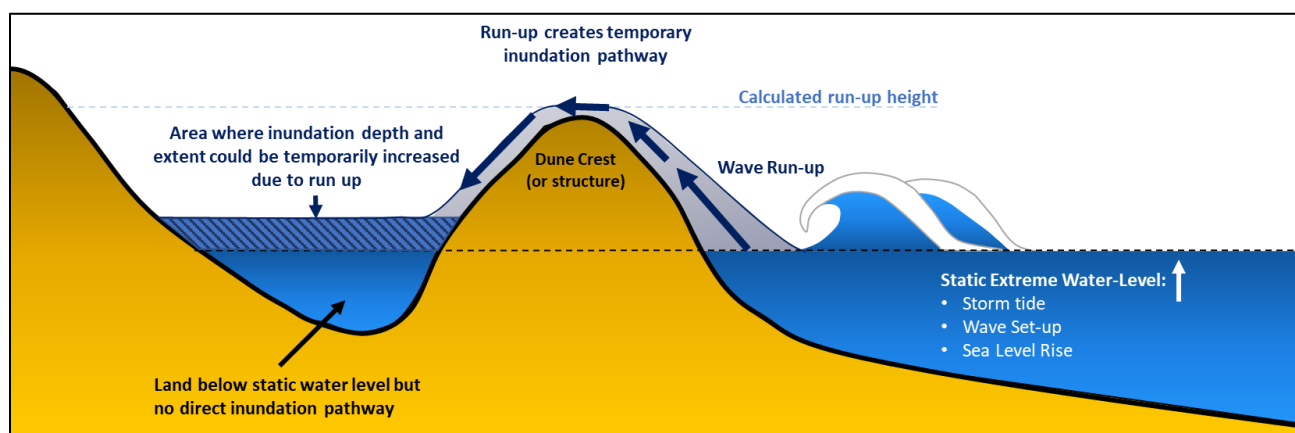 Run-up creates temporary
inundation pathway
Calculated run-up height
Area where inundation depth and
extent could be temporarily increased
due to run up
Dune Crest
(or structure)
Wave Run-up
Static Extreme Water-Level:
• Storm tide
• Wave Set-up
• Sea Level Rise
Land below static water level but
no direct inundation pathway